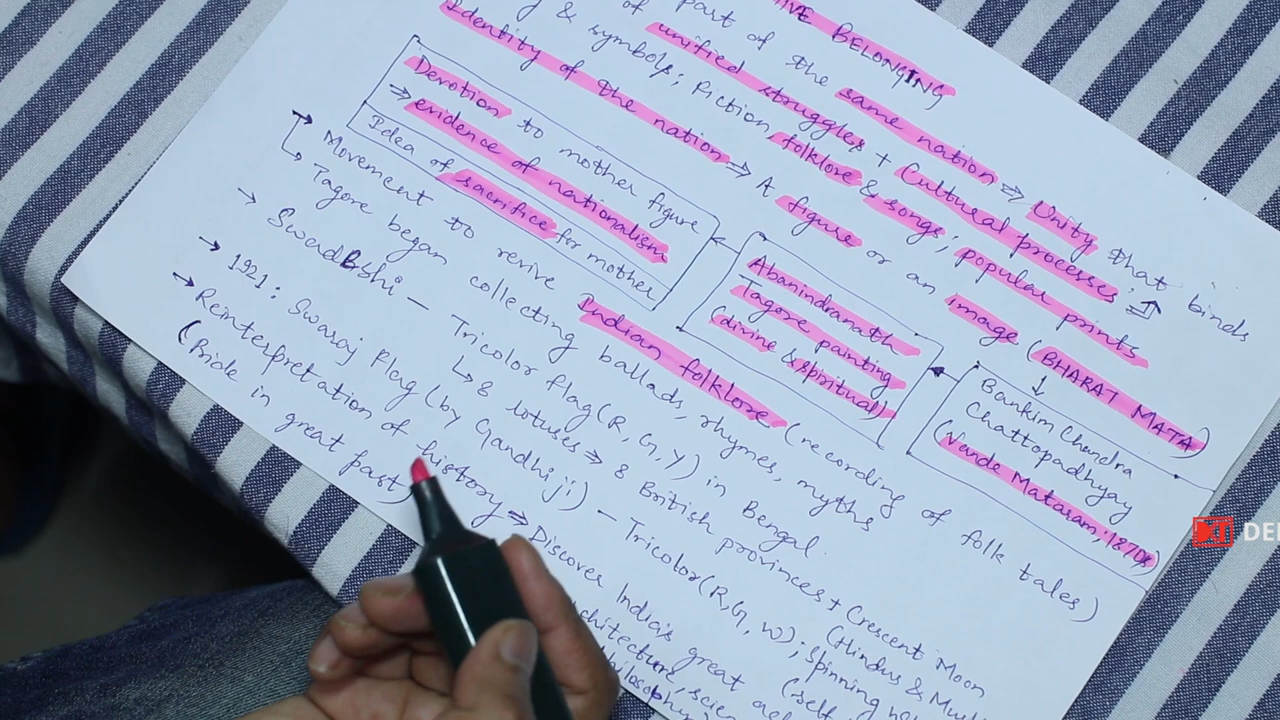 IVE BELONGING
part of the same nation ⇒ Unity that binds
of unified struggles + Cultural processes;
& symbols; Fiction, folklore & songs; popular prints
Identity of the nation ⇒ A figure or an image (BHARAT MATA)
Devotion to mother figure
⇒ evidence of nationalism
Idea of sacrifice for mother
Abanindranath
Tagore painting
(divine & spiritual)
Bankim Chandra
Chattopadhyay
(Vande Mataram, 1870s)
→ Movement to revive Indian folklore (recording of folk tales)
↳ Tagore began collecting ballads, rhymes, myths
→ Swadeshi – Tricolor flag (R, G, Y) in Bengal.
↳ 8 lotuses ⇒ 8 British provinces + Crescent Moon
(Hindus &
→ 1921: Swaraj Flag (by Gandhiji) – Tricolor (R, G, W); Spinning
(self
→ Reinterpretation of history ⇒ Discover India's great
(Pride in great past)
DE